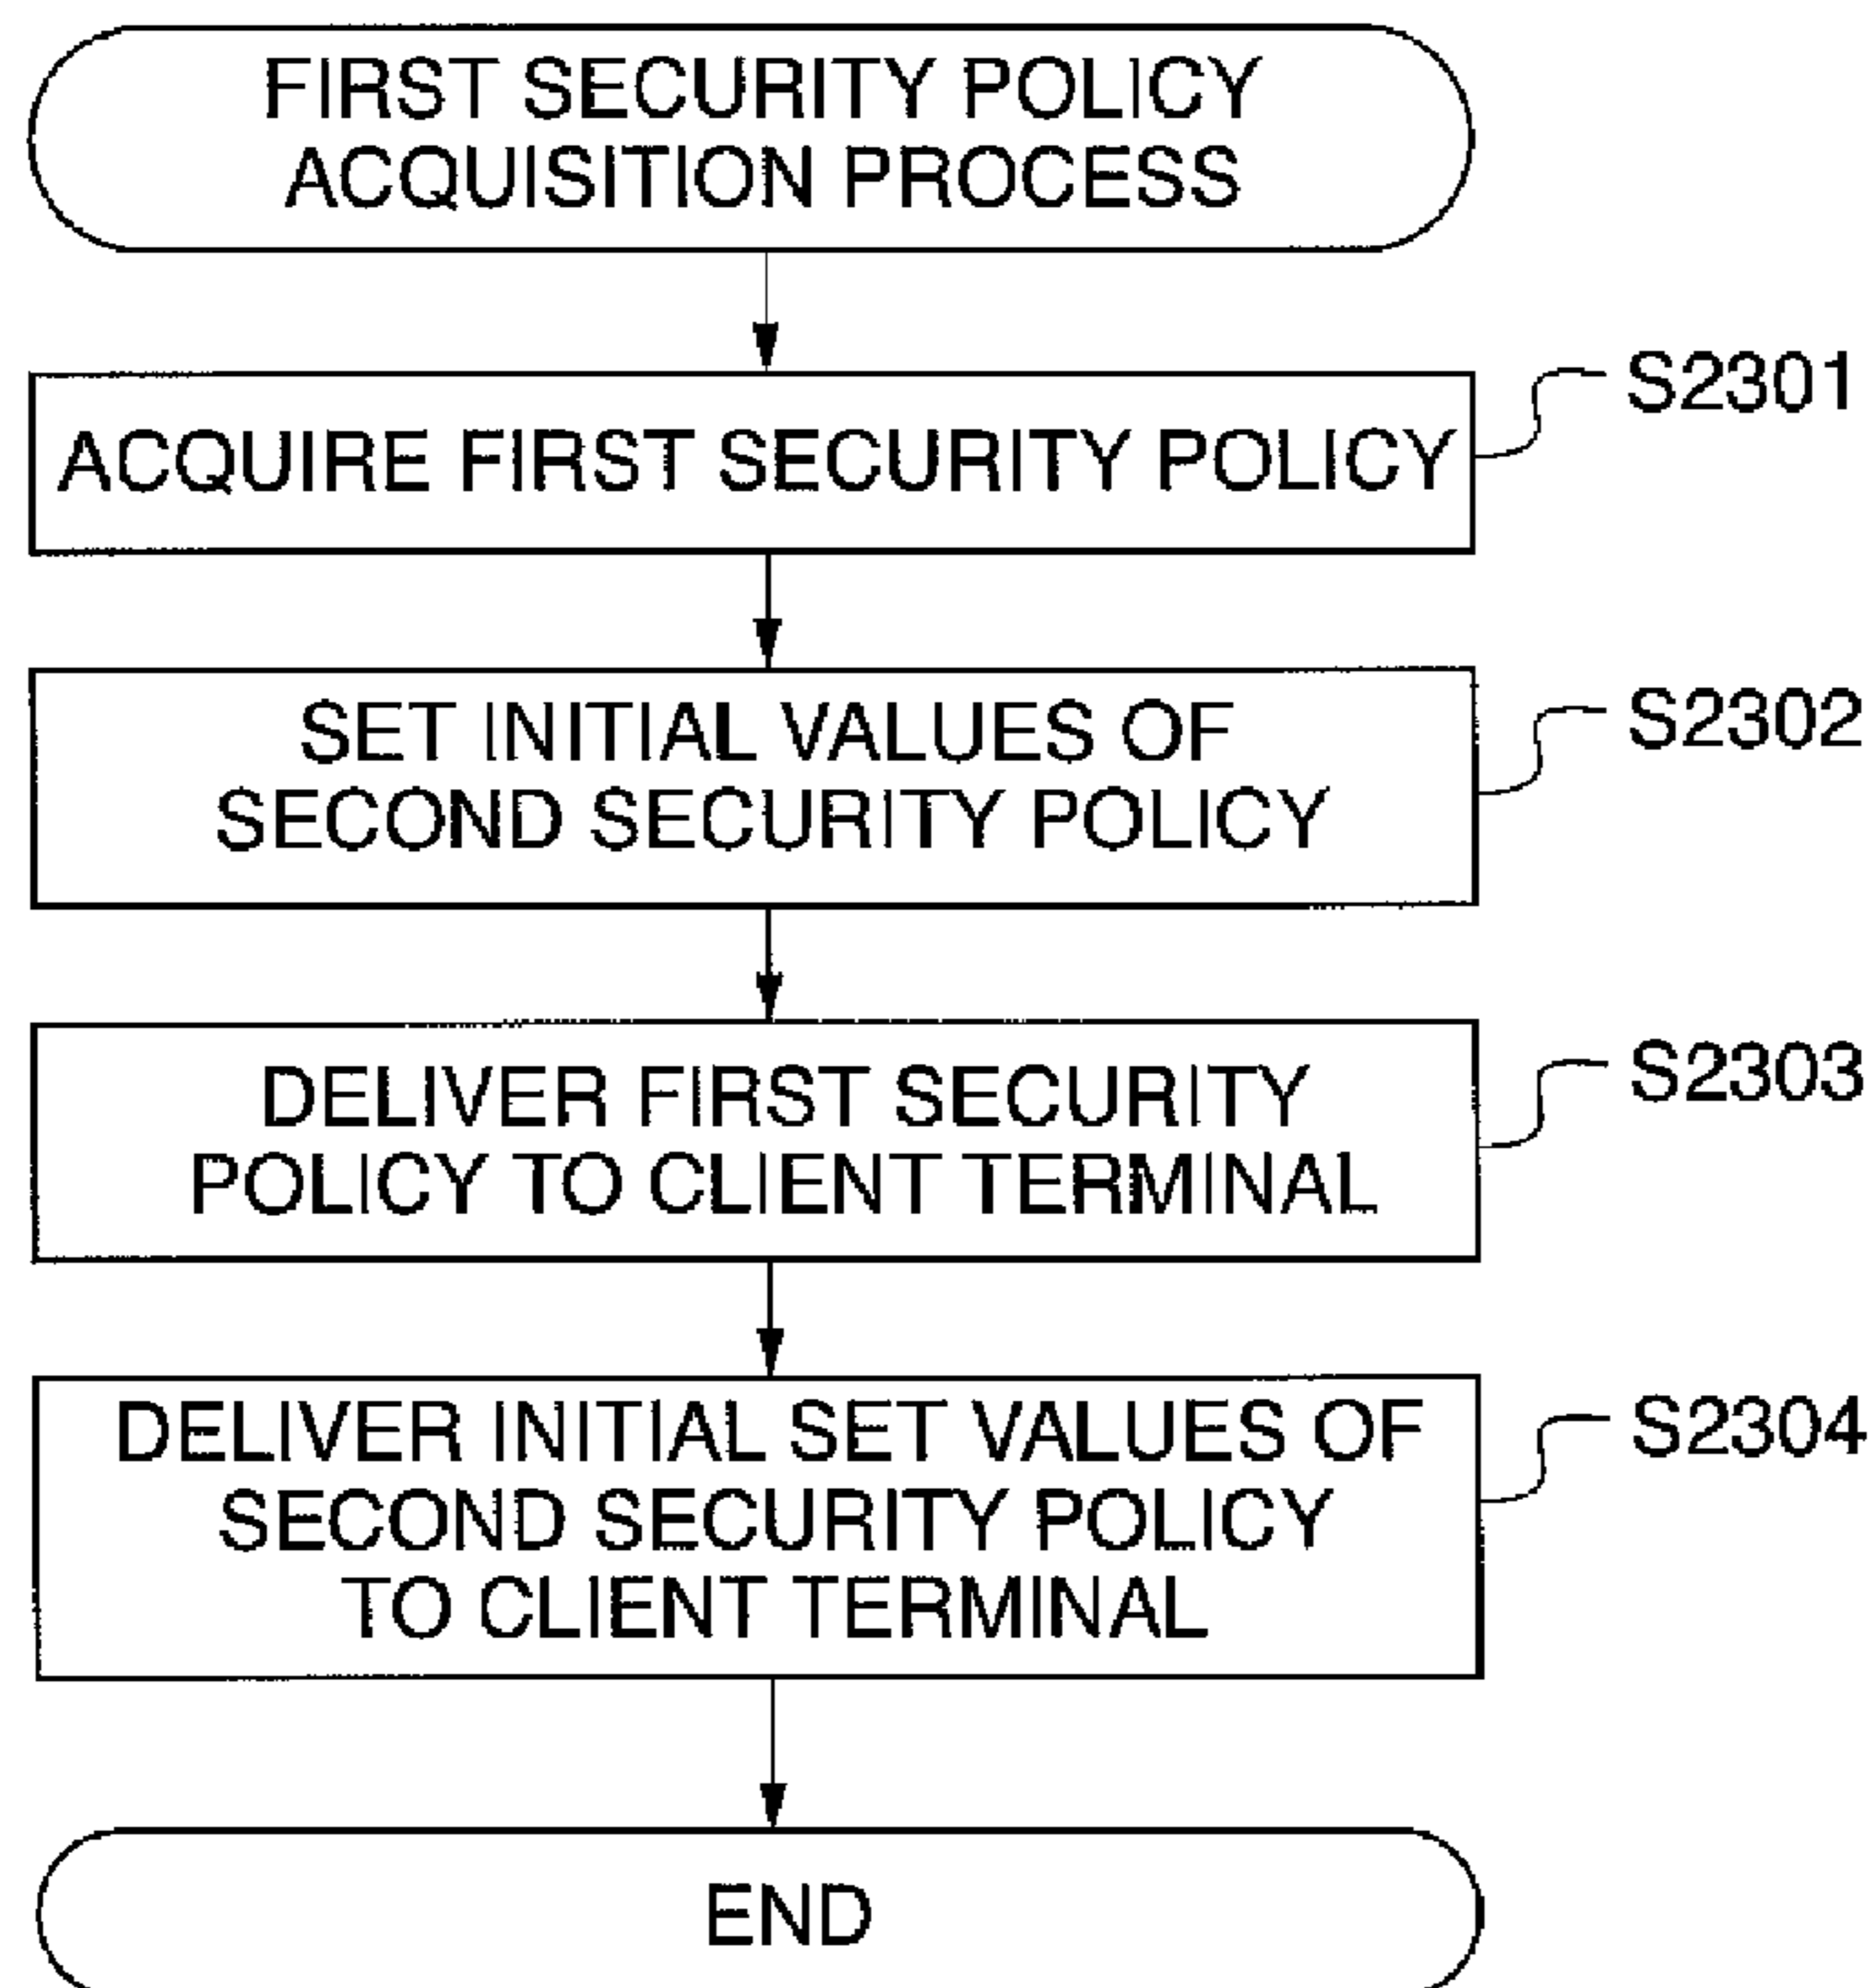 FIRST SECURITY POLICY
ACQUISITION PROCESS
S2301
ACQUIRE FIRST SECURITY POLICY
S2302
SET INITIAL VALUES OF
SECOND SECURITY POLICY
S2303
DELIVER FIRST SECURITY
POLICY TO CLIENT TERMINAL
S2304
DELIVER INITIAL SET VALUES OF
SECOND SECURITY POLICY
TO CLIENT TERMINAL
END